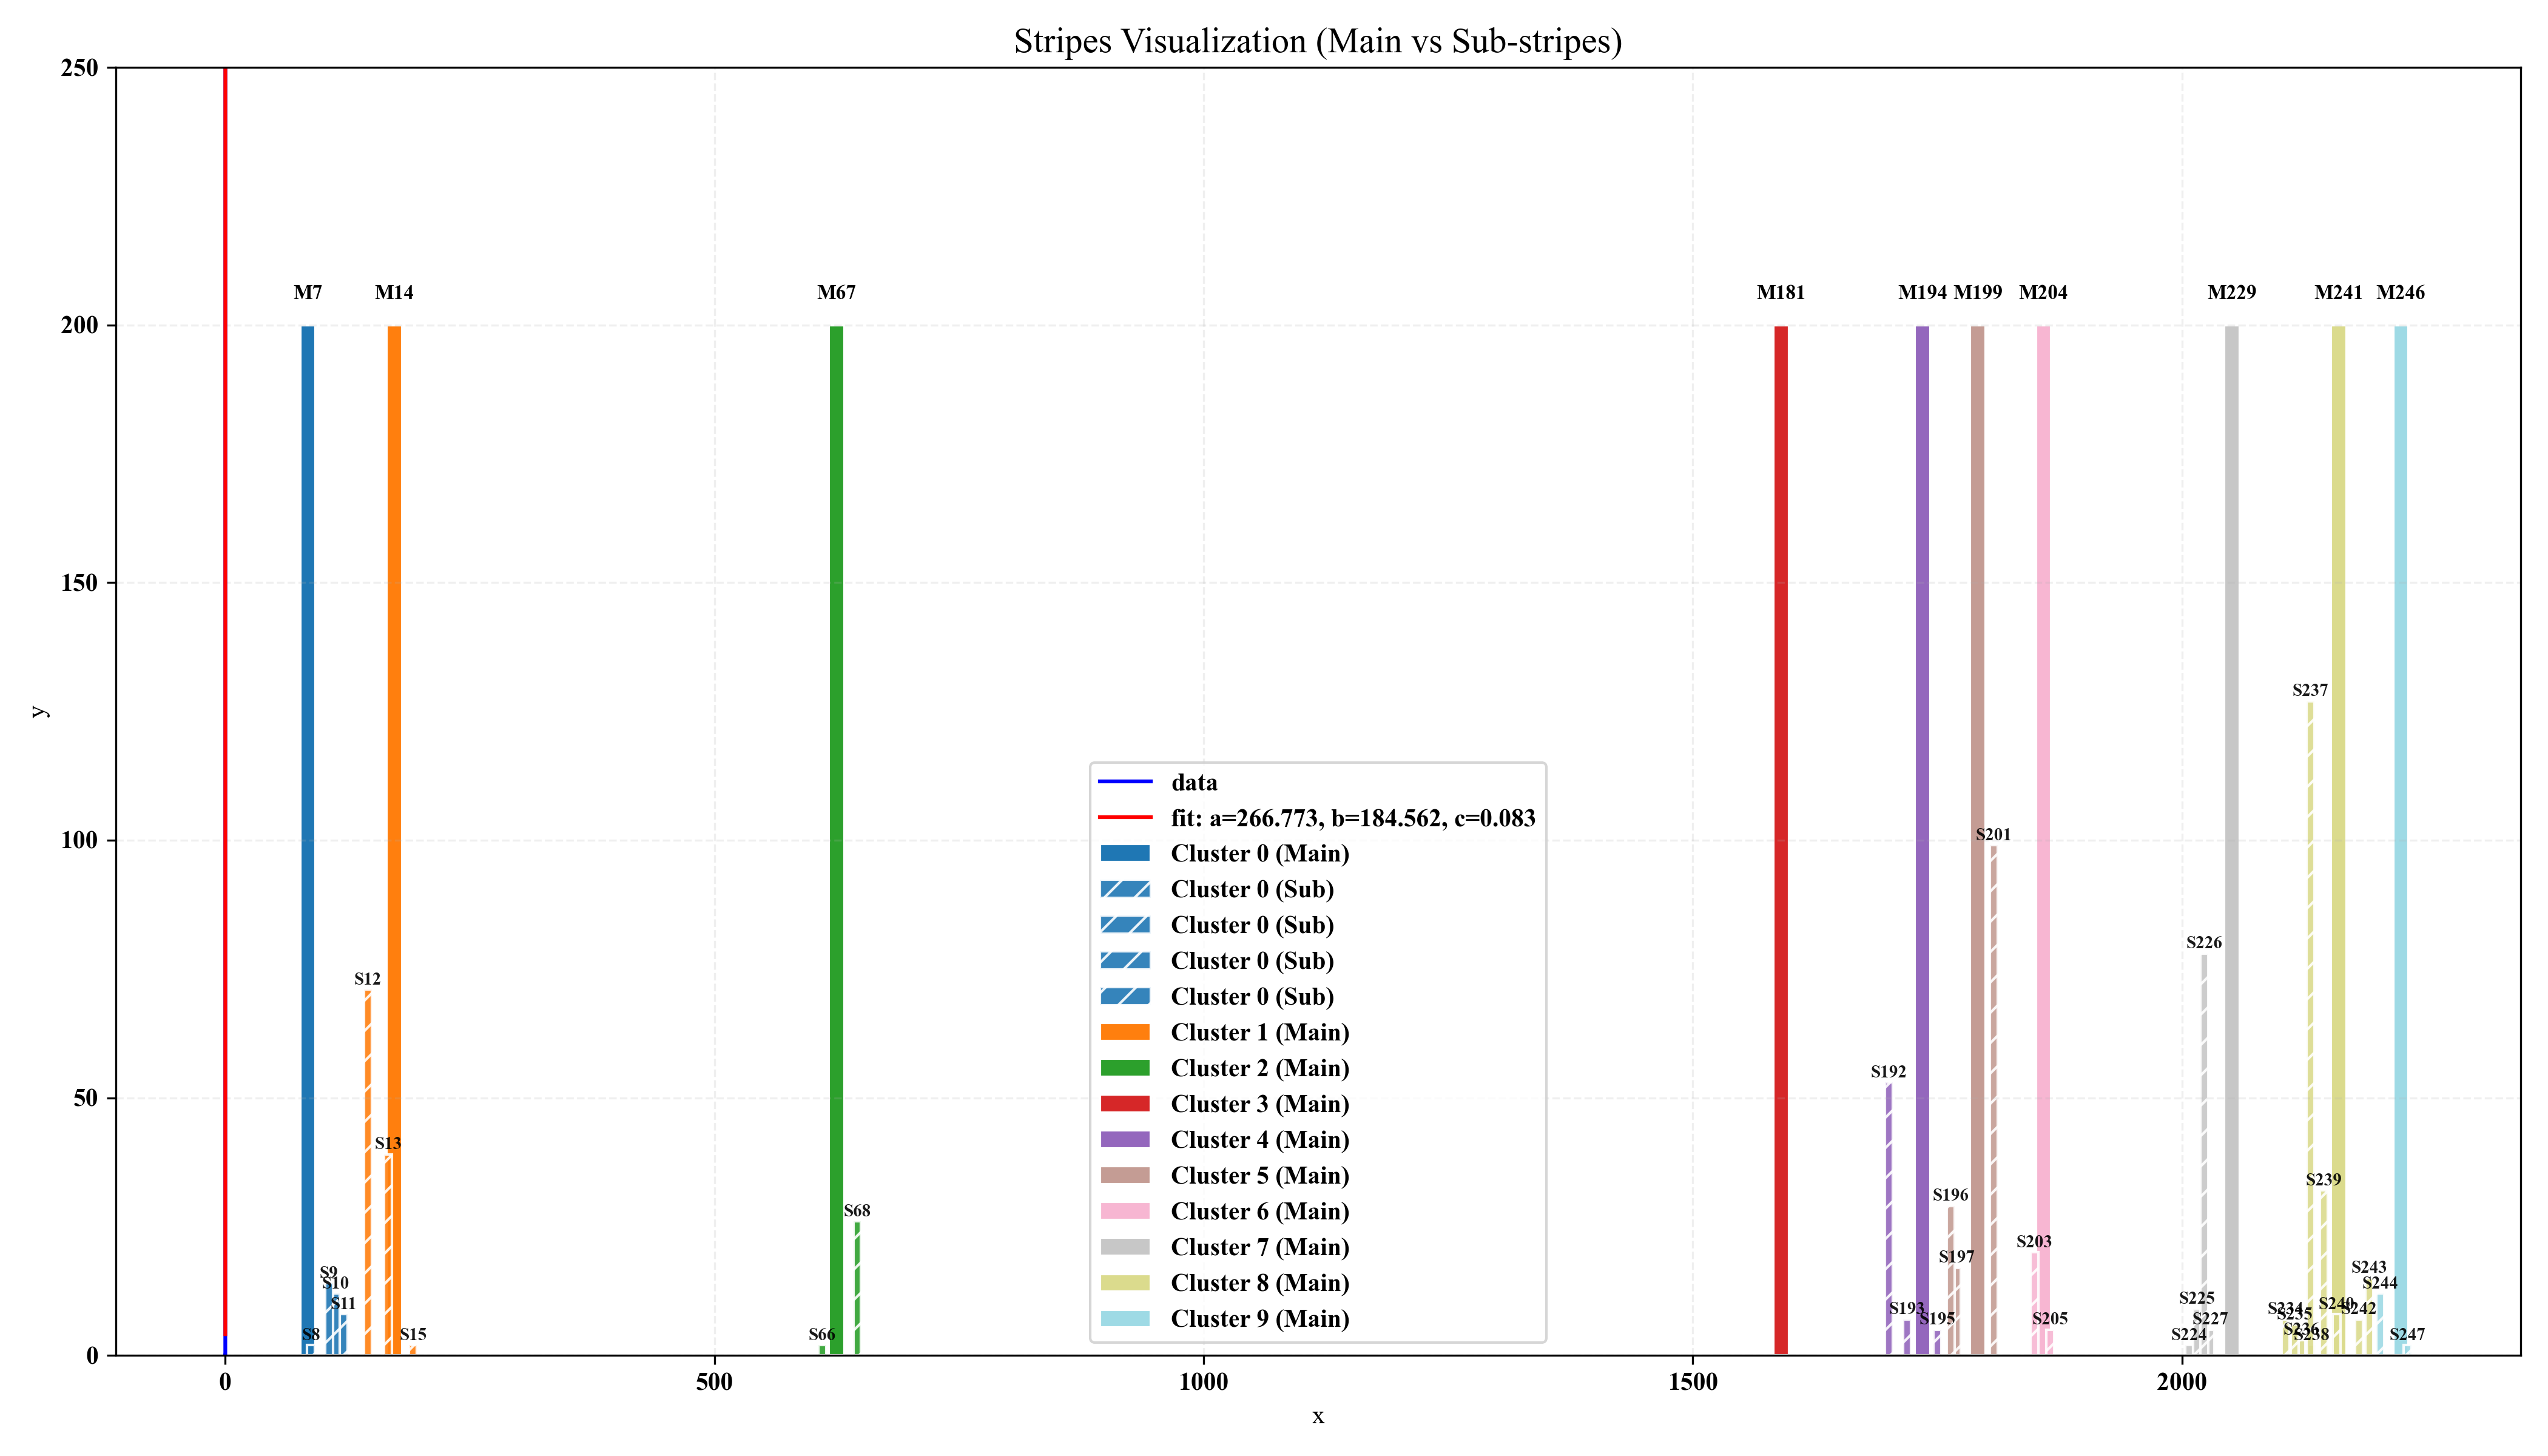 Stripes Visualization (Main vs Sub-stripes)
250
200
150
100
50
0
y
M7
M14
M67
M181
M194
M199
M204
M229
M241
M246
S237
S201
S226
S12
S192
S13
S239
S68
S196
S197
S203
S9
S10
S11
S8
S15
S66
S193
S195
S205
S225
S227
S224
S234
S235
S236
S238
S240
S242
S243
S244
S247
data
fit: a=266.773, b=184.562, c=0.083
Cluster 0 (Main)
Cluster 0 (Sub)
Cluster 0 (Sub)
Cluster 0 (Sub)
Cluster 0 (Sub)
Cluster 1 (Main)
Cluster 2 (Main)
Cluster 3 (Main)
Cluster 4 (Main)
Cluster 5 (Main)
Cluster 6 (Main)
Cluster 7 (Main)
Cluster 8 (Main)
Cluster 9 (Main)
0
500
1000
1500
2000
x